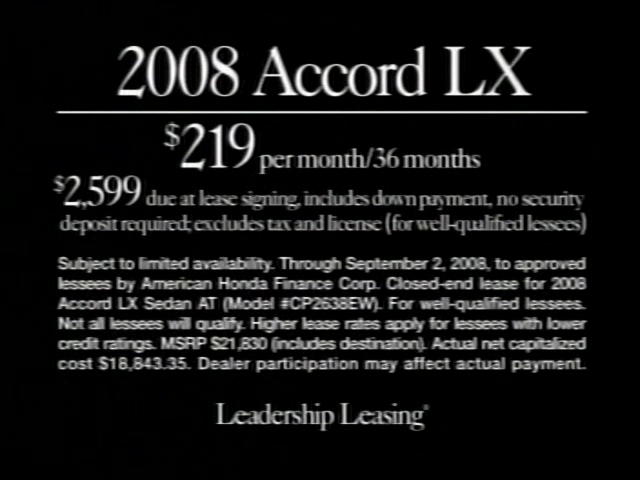 2008 Accord LX
$219 per month/36 months
$2,599 due at lease signing, includes down payment, no security
deposit required; excludes tax and license (for well-qualified lessees)
Subject to limited availability. Through September 2, 2008, to approved
lessees by American Honda Finance Corp. Closed-end lease for 2008
Accord LX Sedan AT (Model #CP2638EW). For well-qualified lessees.
Not all lessees will qualify. Higher lease rates apply for lessees with lower
credit ratings. MSRP $21,830 (includes destination). Actual net capitalized
cost $18,843.35. Dealer participation may affect actual payment.
Leadership Leasing®